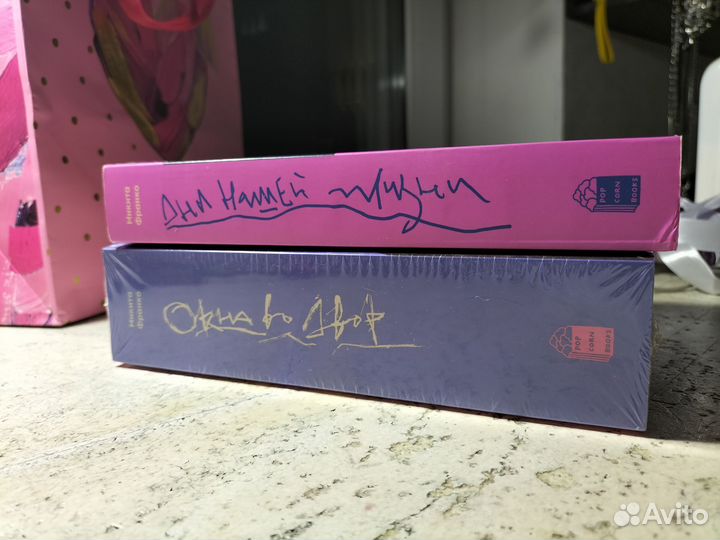 Никита
Франко
Дни нашей жизни
POP
CORN
BOOKS
Никита
Франко
Окна во двор
POP
CORN
BOOKS
Avito